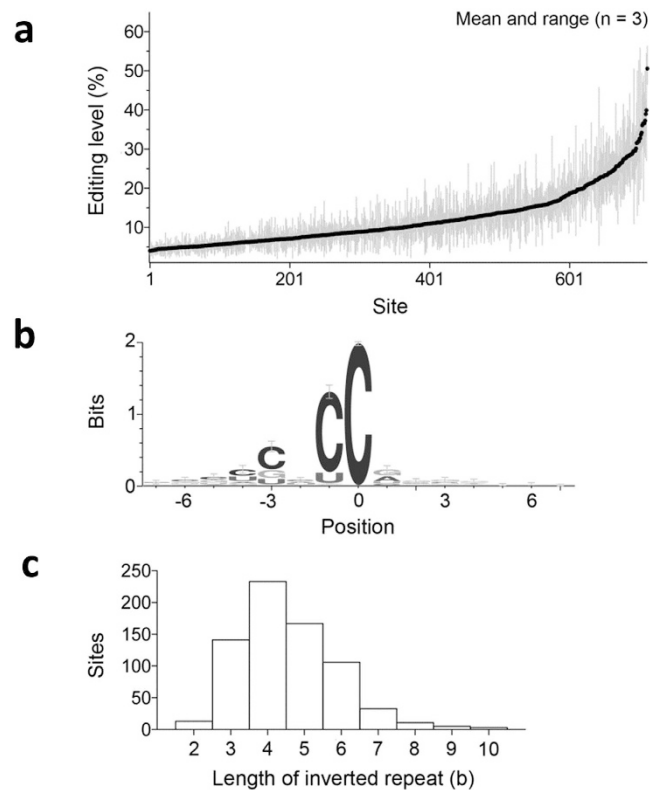 a
Mean and range (n = 3)
Editing level (%)
60
50
40
30
20
10
1
201
401
601
Site
b
Bits
2
1
0
C
C
C
U
G
U
C
U
G
A
-6
-3
0
3
6
Position
c
Sites
250
200
150
100
50
0
2
3
4
5
6
7
8
9
10
Length of inverted repeat (b)